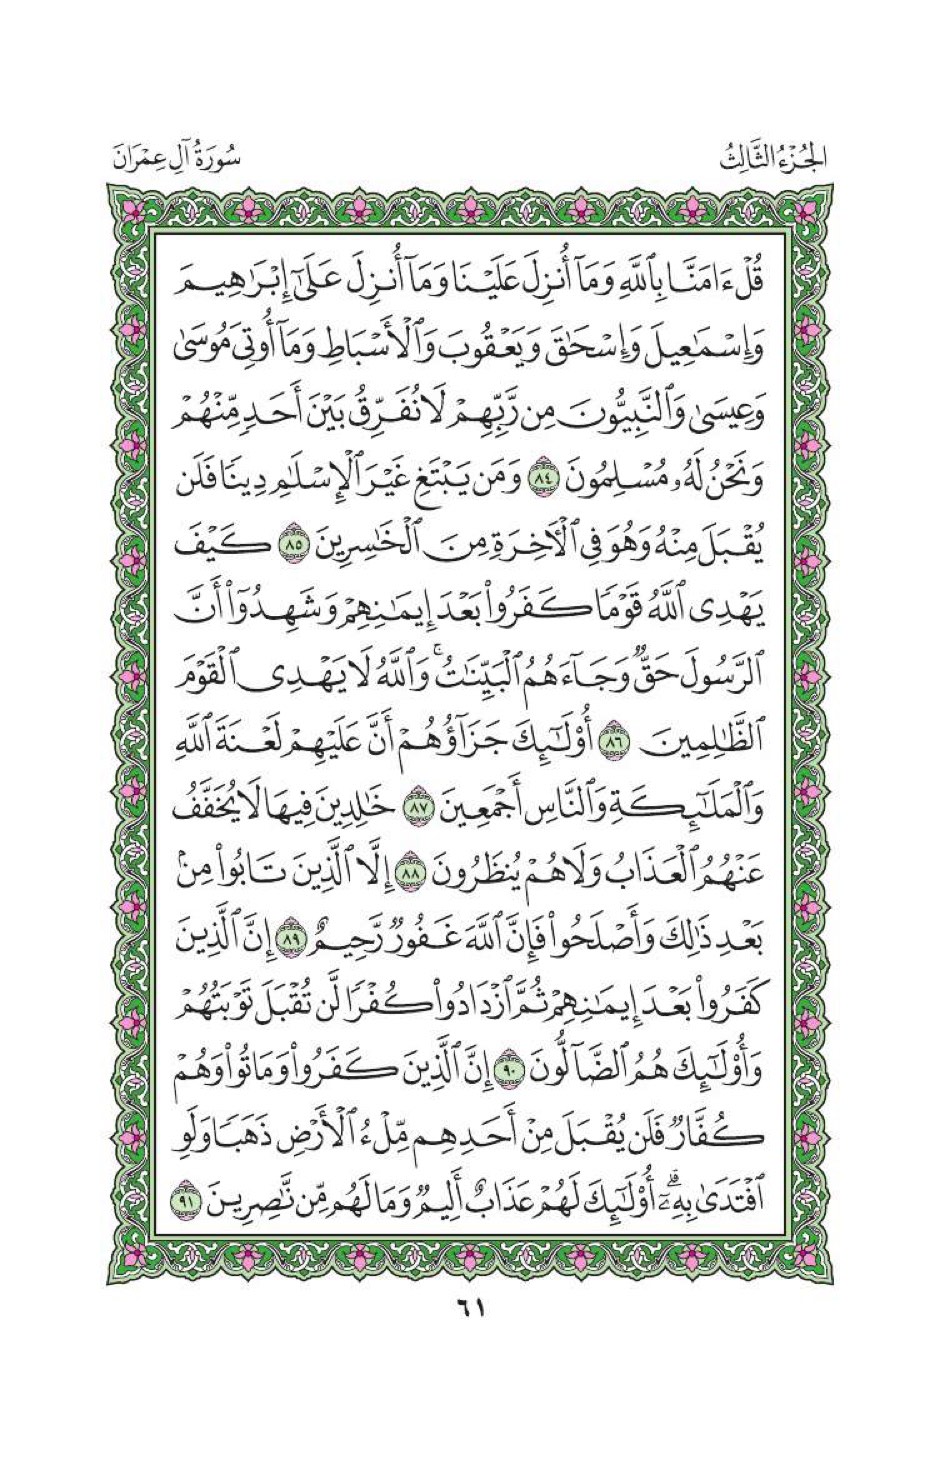 الجُزْءُ الثَّالِثُ
سُورَةُ آلِ عِمْرَانَ
قُلْ ءَامَنَّا بِٱللَّهِ وَمَآ أُنزِلَ عَلَيْنَا وَمَآ أُنزِلَ عَلَىٰٓ إِبْرَٰهِيمَ
وَإِسْمَٰعِيلَ وَإِسْحَٰقَ وَيَعْقُوبَ وَٱلْأَسْبَاطِ وَمَآ أُوتِىَ مُوسَىٰ
وَعِيسَىٰ وَٱلنَّبِيُّونَ مِن رَّبِّهِمْ لَا نُفَرِّقُ بَيْنَ أَحَدٍ مِّنْهُمْ
وَنَحْنُ لَهُۥ مُسْلِمُونَ ٨٤ وَمَن يَبْتَغِ غَيْرَ ٱلْإِسْلَٰمِ دِينًا فَلَن
يُقْبَلَ مِنْهُ وَهُوَ فِى ٱلْأَخِرَةِ مِنَ ٱلْخَٰسِرِينَ ٨٥ كَيْفَ
يَهْدِى ٱللَّهُ قَوْمًا كَفَرُوا۟ بَعْدَ إِيمَٰنِهِمْ وَشَهِدُوٓا۟ أَنَّ
ٱلرَّسُولَ حَقٌّ وَجَآءَهُمُ ٱلْبَيِّنَٰتُ ۚ وَٱللَّهُ لَا يَهْدِى ٱلْقَوْمَ
ٱلظَّٰلِمِينَ ٨٦ أُو۟لَٰٓئِكَ جَزَآؤُهُمْ أَنَّ عَلَيْهِمْ لَعْنَةَ ٱللَّهِ
وَٱلْمَلَٰٓئِكَةِ وَٱلنَّاسِ أَجْمَعِينَ ٨٧ خَٰلِدِينَ فِيهَا لَا يُخَفَّفُ
عَنْهُمُ ٱلْعَذَابُ وَلَا هُمْ يُنظَرُونَ ٨٨ إِلَّا ٱلَّذِينَ تَابُوا۟ مِنۢ
بَعْدِ ذَٰلِكَ وَأَصْلَحُوا۟ فَإِنَّ ٱللَّهَ غَفُورٌ رَّحِيمٌ ٨٩ إِنَّ ٱلَّذِينَ
كَفَرُوا۟ بَعْدَ إِيمَٰنِهِمْ ثُمَّ ٱزْدَادُوا۟ كُفْرًا لَّن تُقْبَلَ تَوْبَتُهُمْ
وَأُو۟لَٰٓئِكَ هُمُ ٱلضَّآلُّونَ ٩٠ إِنَّ ٱلَّذِينَ كَفَرُوا۟ وَمَاتُوا۟ وَهُمْ
كُفَّارٌ فَلَن يُقْبَلَ مِنْ أَحَدِهِم مِّلْءُ ٱلْأَرْضِ ذَهَبًا وَلَوِ
ٱفْتَدَىٰ بِهِۦٓ ۗ أُو۟لَٰٓئِكَ لَهُمْ عَذَابٌ أَلِيمٌ وَمَا لَهُم مِّن نَّٰصِرِينَ ٩١
٦١